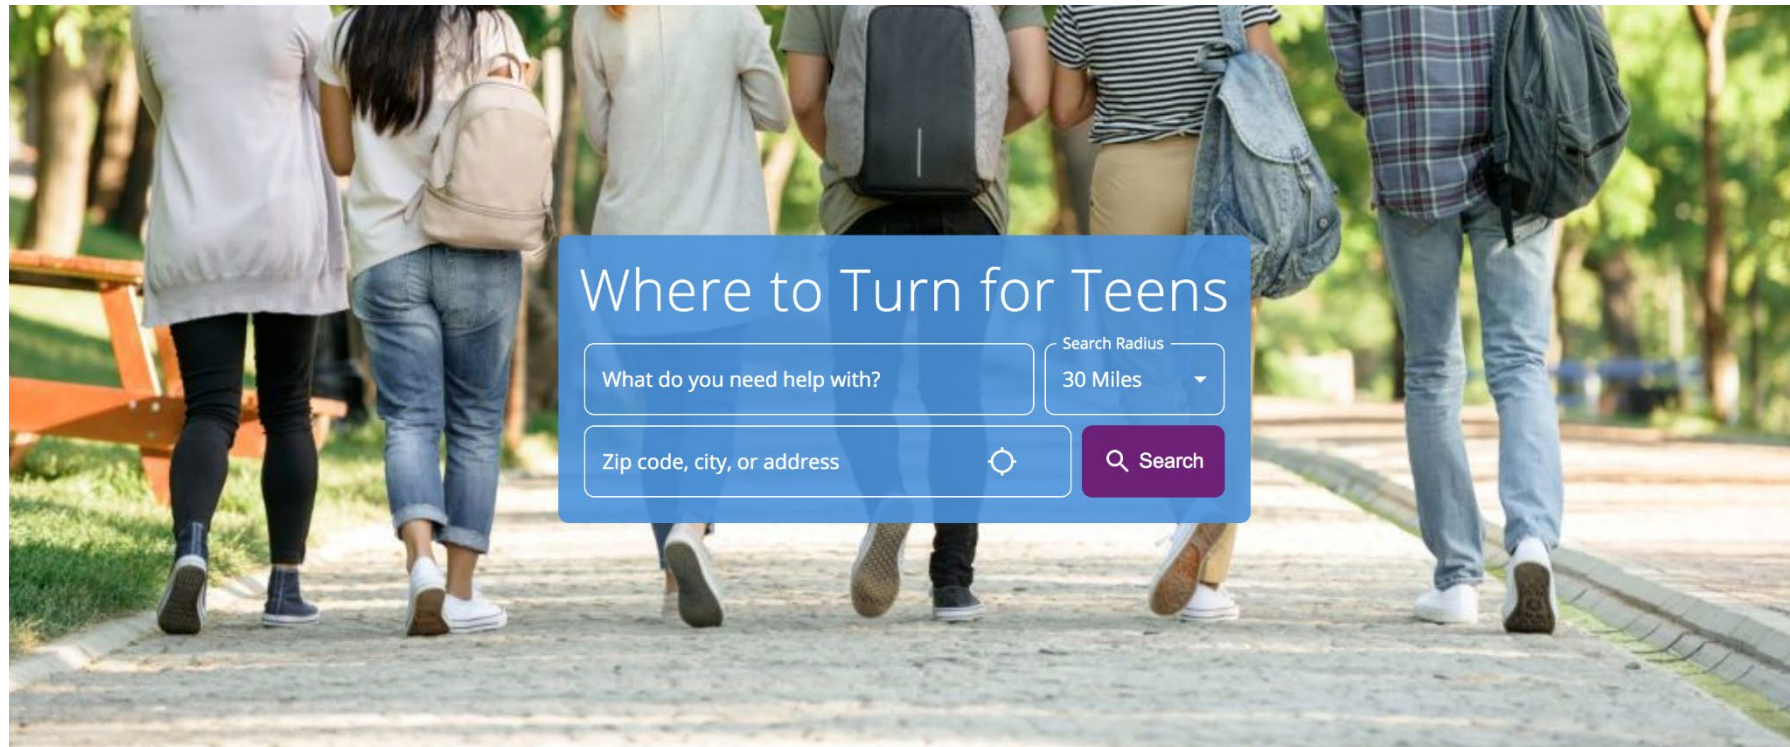 Where to Turn for Teens
What do you need help with?
Search Radius
30 Miles
Zip code, city, or address
Search